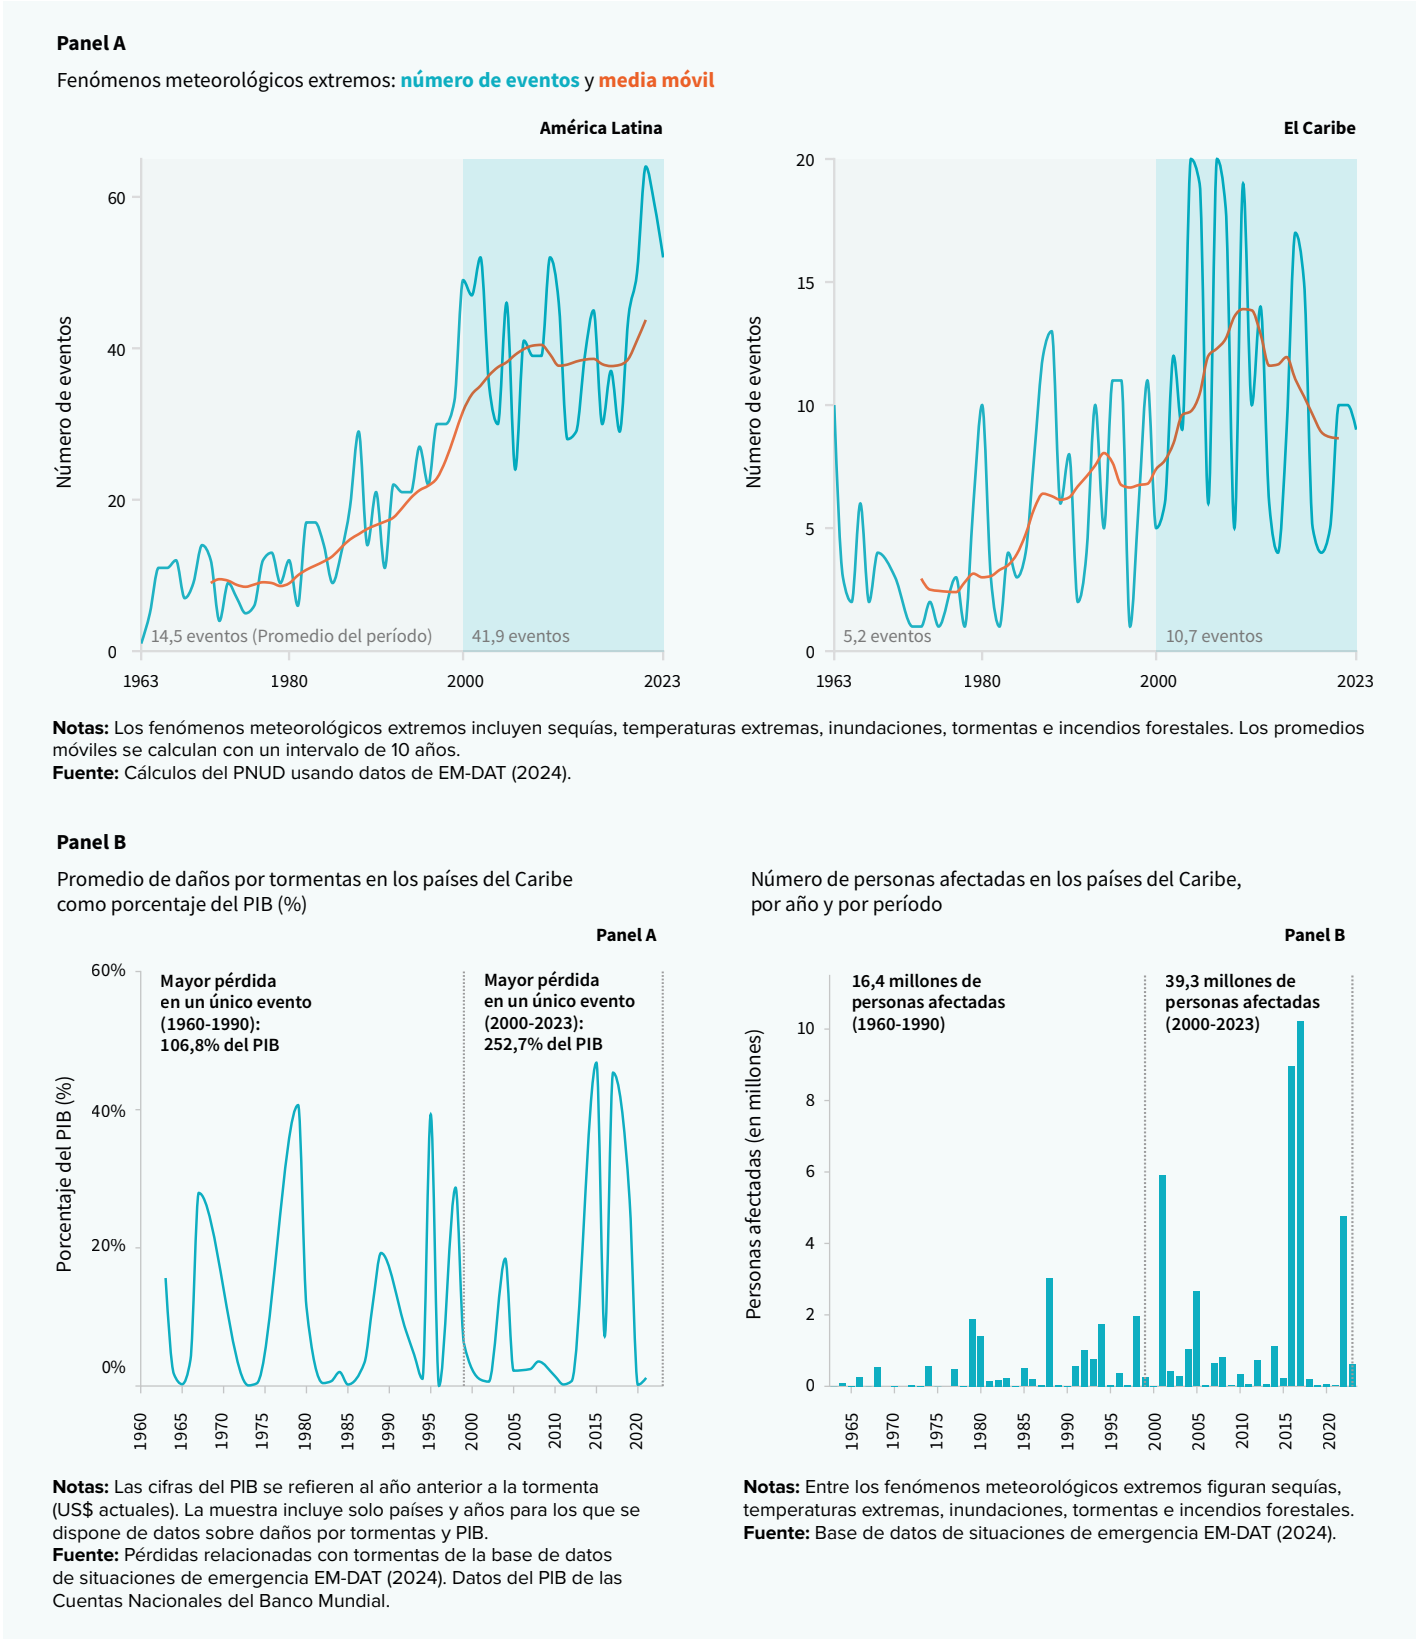 Panel A
Fenómenos meteorológicos extremos: número de eventos y media móvil
América Latina
Número de eventos
60
40
20
0
14,5 eventos (Promedio del período)
41,9 eventos
1963
1980
2000
2023
El Caribe
Número de eventos
20
15
10
5
0
5,2 eventos
10,7 eventos
1963
1980
2000
2023
Notas: Los fenómenos meteorológicos extremos incluyen sequías, temperaturas extremas, inundaciones, tormentas e incendios forestales. Los promedios
móviles se calculan con un intervalo de 10 años.
Fuente: Cálculos del PNUD usando datos de EM-DAT (2024).
Panel B
Promedio de daños por tormentas en los países del Caribe
como porcentaje del PIB (%)
Panel A
Porcentaje del PIB (%)
60%
40%
20%
0%
Mayor pérdida
en un único evento
(1960-1990):
106,8% del PIB
Mayor pérdida
en un único evento
(2000-2023):
252,7% del PIB
1960
1965
1970
1975
1980
1985
1990
1995
2000
2005
2010
2015
2020
Notas: Las cifras del PIB se refieren al año anterior a la tormenta
(US$ actuales). La muestra incluye solo países y años para los que se
dispone de datos sobre daños por tormentas y PIB.
Fuente: Pérdidas relacionadas con tormentas de la base de datos
de situaciones de emergencia EM-DAT (2024). Datos del PIB de las
Cuentas Nacionales del Banco Mundial.
Número de personas afectadas en los países del Caribe,
por año y por período
Panel B
Personas afectadas (en millones)
10
8
6
4
2
0
16,4 millones de
personas afectadas
(1960-1990)
39,3 millones de
personas afectadas
(2000-2023)
1965
1970
1975
1980
1985
1990
1995
2000
2005
2010
2015
2020
Notas: Entre los fenómenos meteorológicos extremos figuran sequías,
temperaturas extremas, inundaciones, tormentas e incendios forestales.
Fuente: Base de datos de situaciones de emergencia EM-DAT (2024).